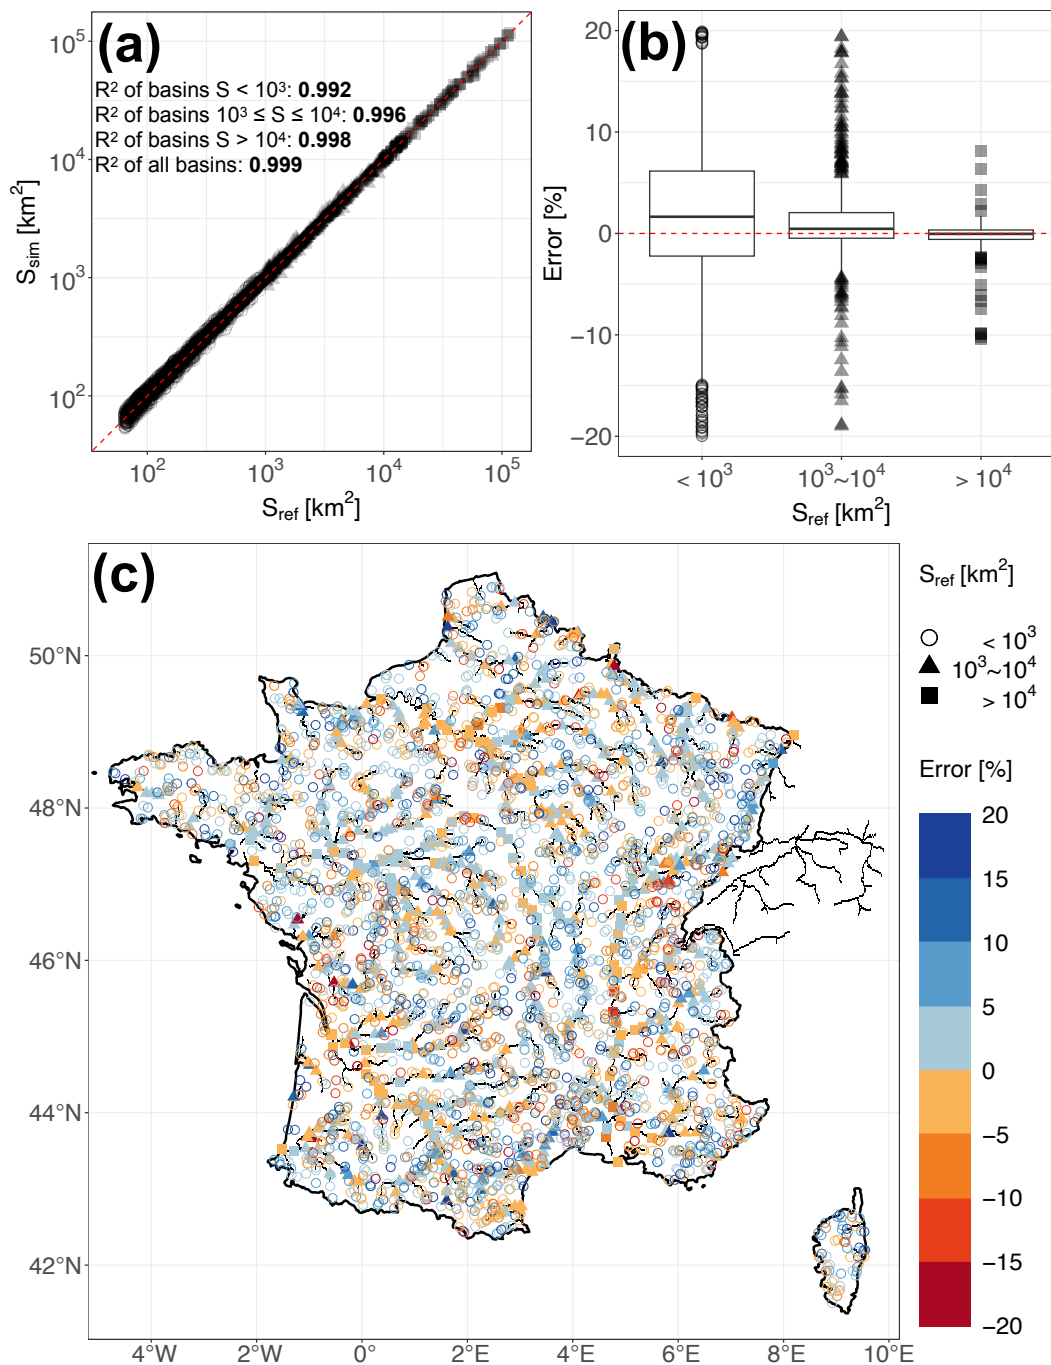 (a)
R² of basins S < 10³: 0.992
R² of basins 10³ ≤ S ≤ 10⁴: 0.996
R² of basins S > 10⁴: 0.998
R² of all basins: 0.999
10⁵
10⁴
10³
10²
S_sim [km²]
10² 10³ 10⁴ 10⁵
S_ref [km²]
(b)
20
10
0
−10
−20
Error [%]
< 10³ 10³~10⁴ > 10⁴
S_ref [km²]
(c)
50°N
48°N
46°N
44°N
42°N
4°W 2°W 0° 2°E 4°E 6°E 8°E 10°E
S_ref [km²]
< 10³
10³~10⁴
> 10⁴
Error [%]
20
15
10
5
0
−5
−10
−15
−20